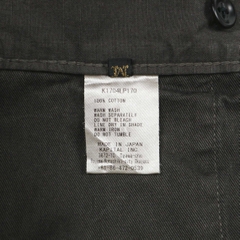 K1704LP170
100% COTTON
WARM WASH
WASH SEPARATELY
DO NOT BLEACH
LINE DRY IN SHADE
WARM IRON
DO NOT TUMBLE
MADE IN JAPAN
KAPITAL INC.